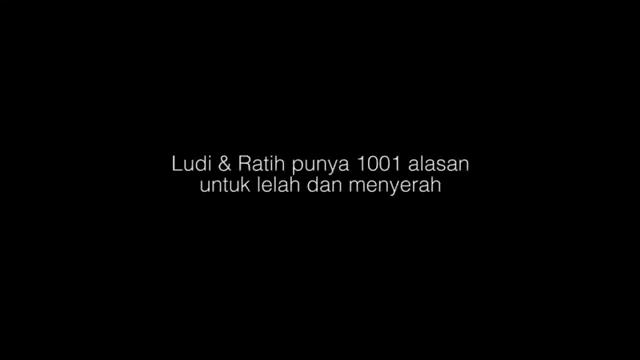 Ludi & Ratih punya 1001 alasan
untuk lelah dan menyerah